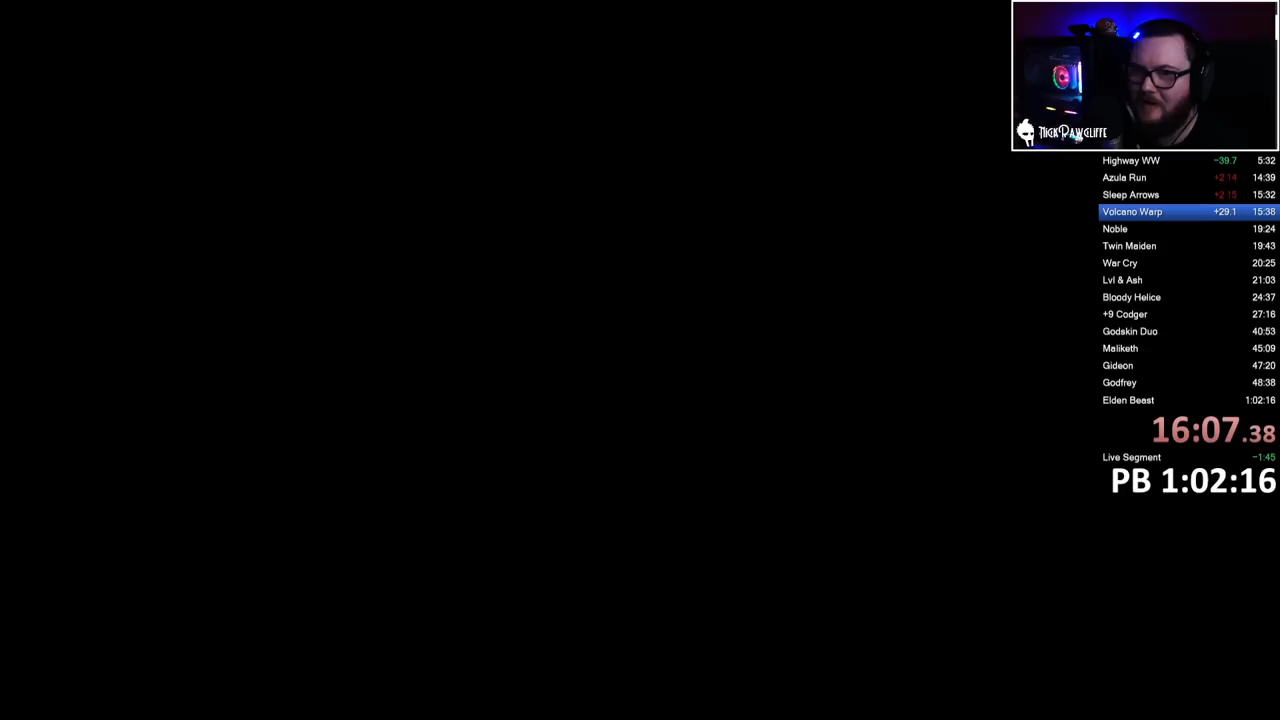 NickRawcliffe
Highway WW −39.7 5:32
Azula Run +2 14 14:39
Sleep Arrows +2 15 15:32
Volcano Warp +29.1 15:38
Noble 19:24
Twin Maiden 19:43
War Cry 20:25
Lvl & Ash 21:03
Bloody Helice 24:37
+9 Codger 27:16
Godskin Duo 40:53
Maliketh 45:09
Gideon 47:20
Godfrey 48:38
Elden Beast 1:02:16
16:07.38
Live Segment −1:45
PB 1:02:16